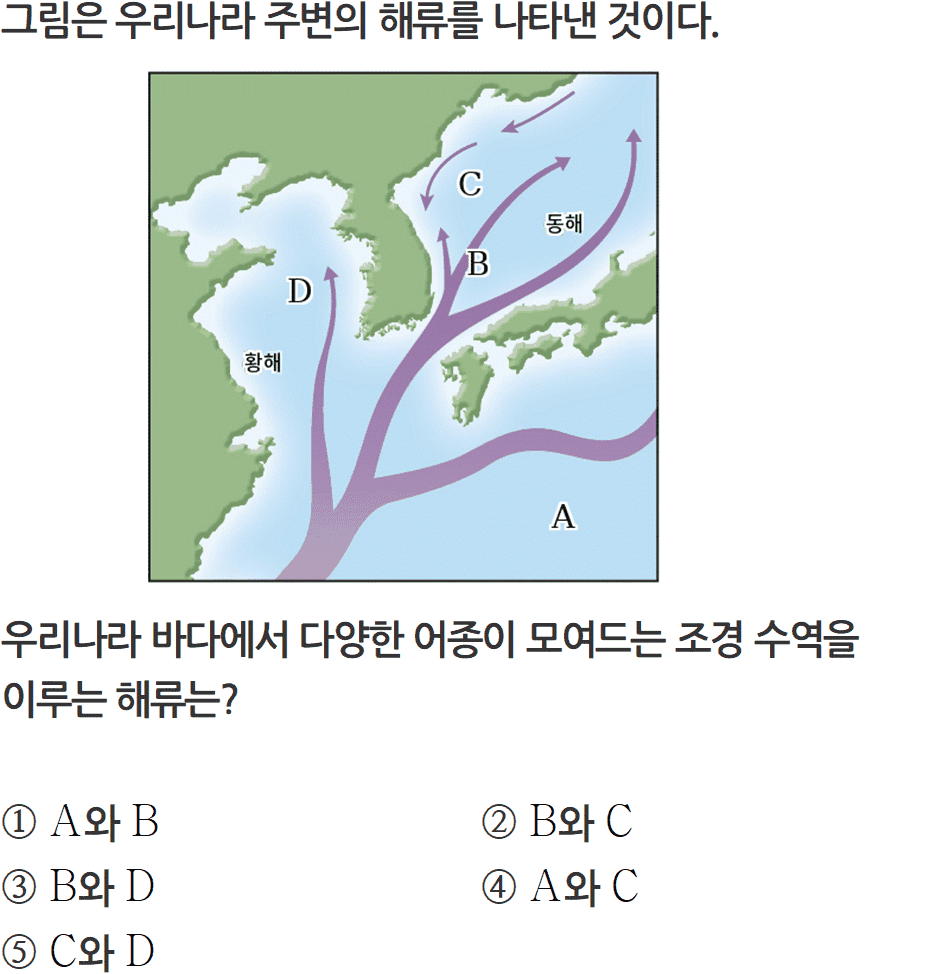 그림은 우리나라 주변의 해류를 나타낸 것이다.
C
동해
B
D
황해
A
우리나라 바다에서 다양한 어종이 모여드는 조경 수역을
이루는 해류는?
① A와 B ② B와 C
③ B와 D ④ A와 C
⑤ C와 D